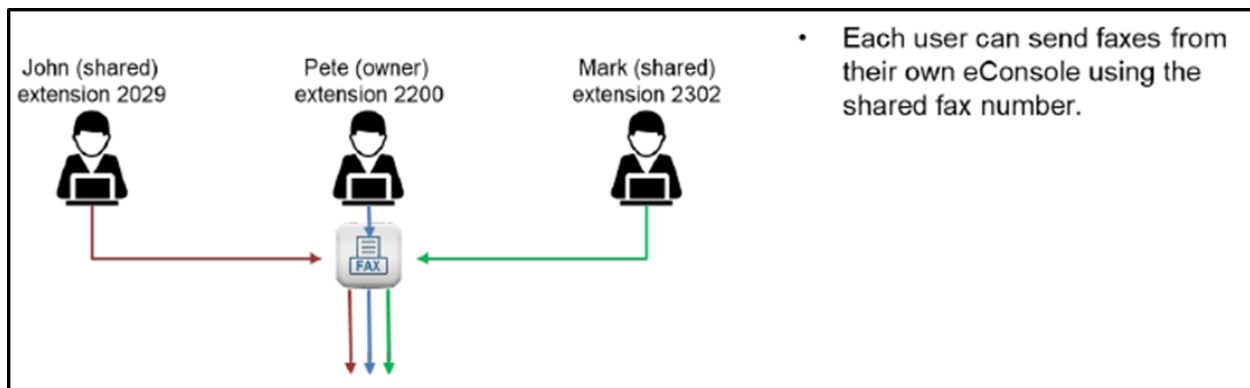 John (shared)
extension 2029
Pete (owner)
extension 2200
Mark (shared)
extension 2302
• Each user can send faxes from
their own eConsole using the
shared fax number.
FAX